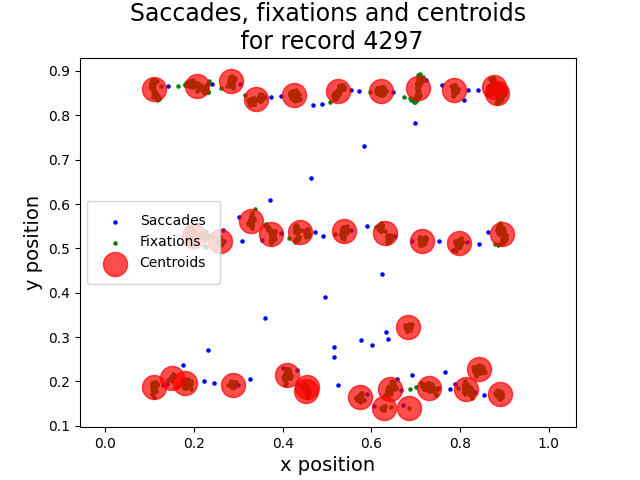 Saccades, fixations and centroids
for record 4297
y position
0.9
0.8
0.7
0.6
0.5
0.4
0.3
0.2
0.1
Saccades
Fixations
Centroids
0.0 0.2 0.4 0.6 0.8 1.0
x position